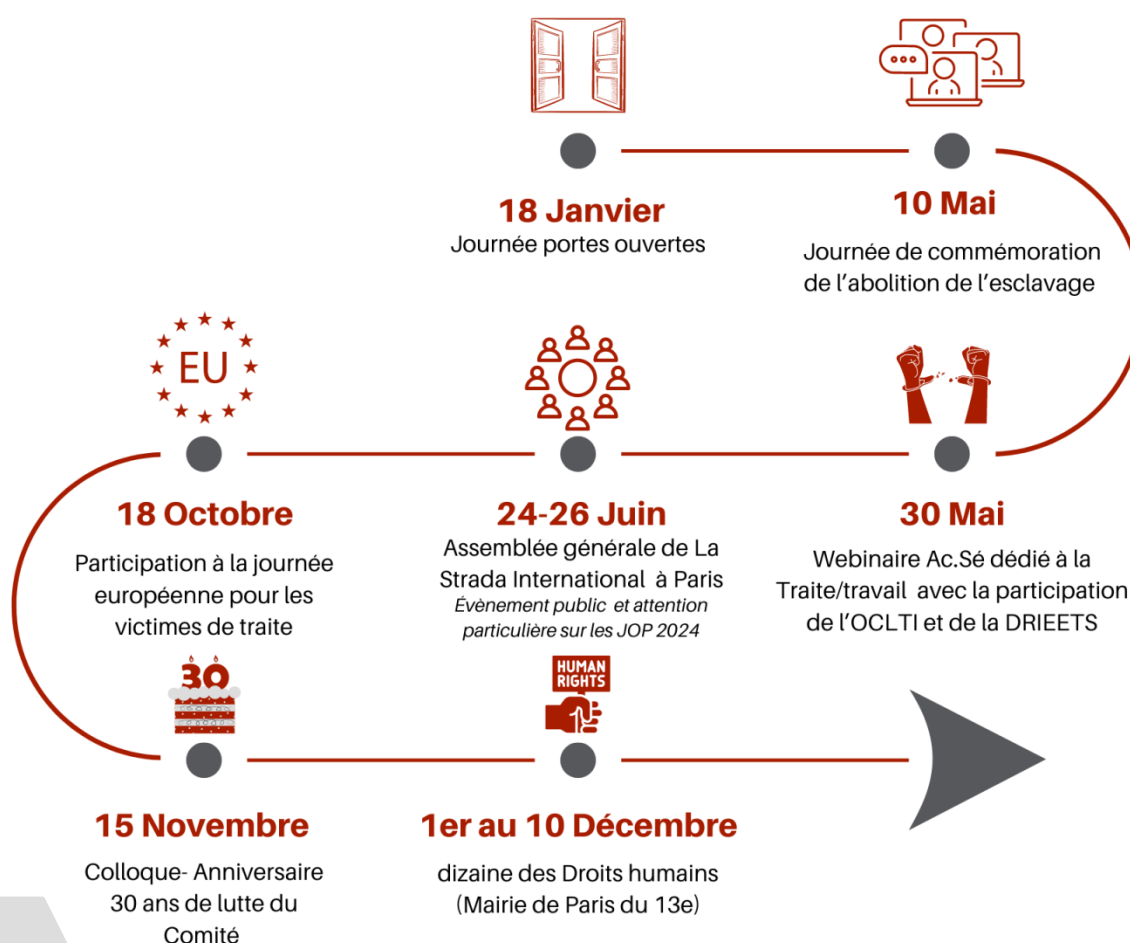 18 Janvier
Journée portes ouvertes
10 Mai
Journée de commémoration
de l'abolition de l'esclavage
30 Mai
Webinaire Ac.Sé dédié à la
Traite/travail avec la participation
de l'OCLTI et de la DRIEETS
24-26 Juin
Assemblée générale de La
Strada International à Paris
Évènement public et attention
particulière sur les JOP 2024
EU
18 Octobre
Participation à la journée
européenne pour les
victimes de traite
30
15 Novembre
Colloque- Anniversaire
30 ans de lutte du
Comité
HUMAN
RIGHTS
1er au 10 Décembre
dizaine des Droits humains
(Mairie de Paris du 13e)